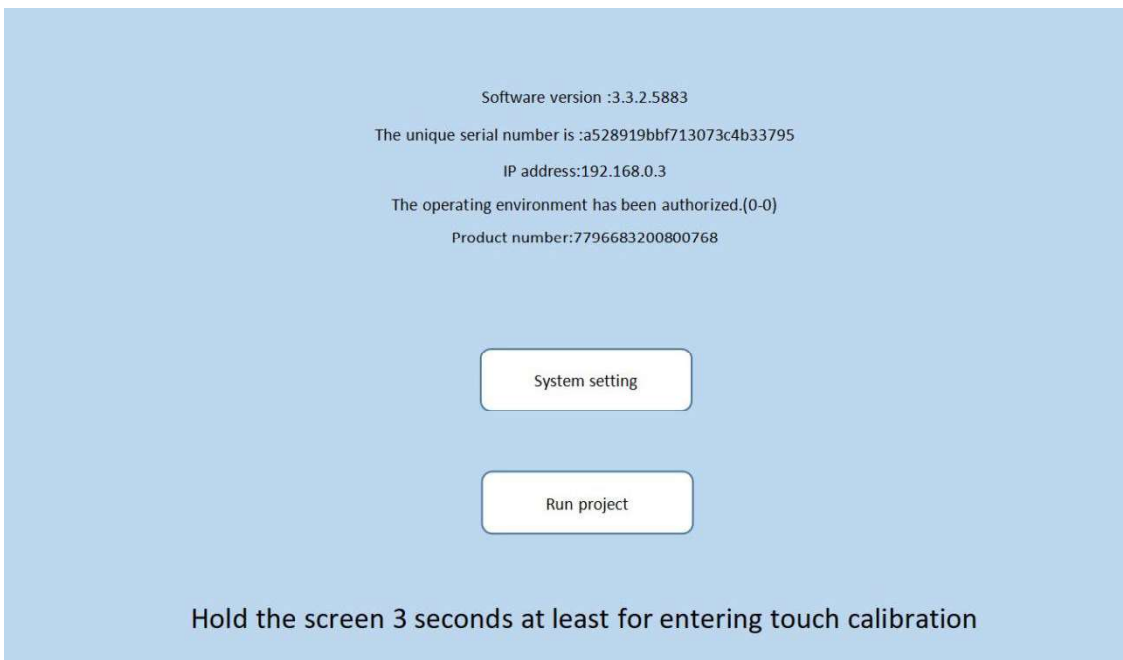 Software version :3.3.2.5883
The unique serial number is :a528919bbf713073c4b33795
IP address:192.168.0.3
The operating environment has been authorized.(0-0)
Product number:7796683200800768
System setting
Run project
Hold the screen 3 seconds at least for entering touch calibration